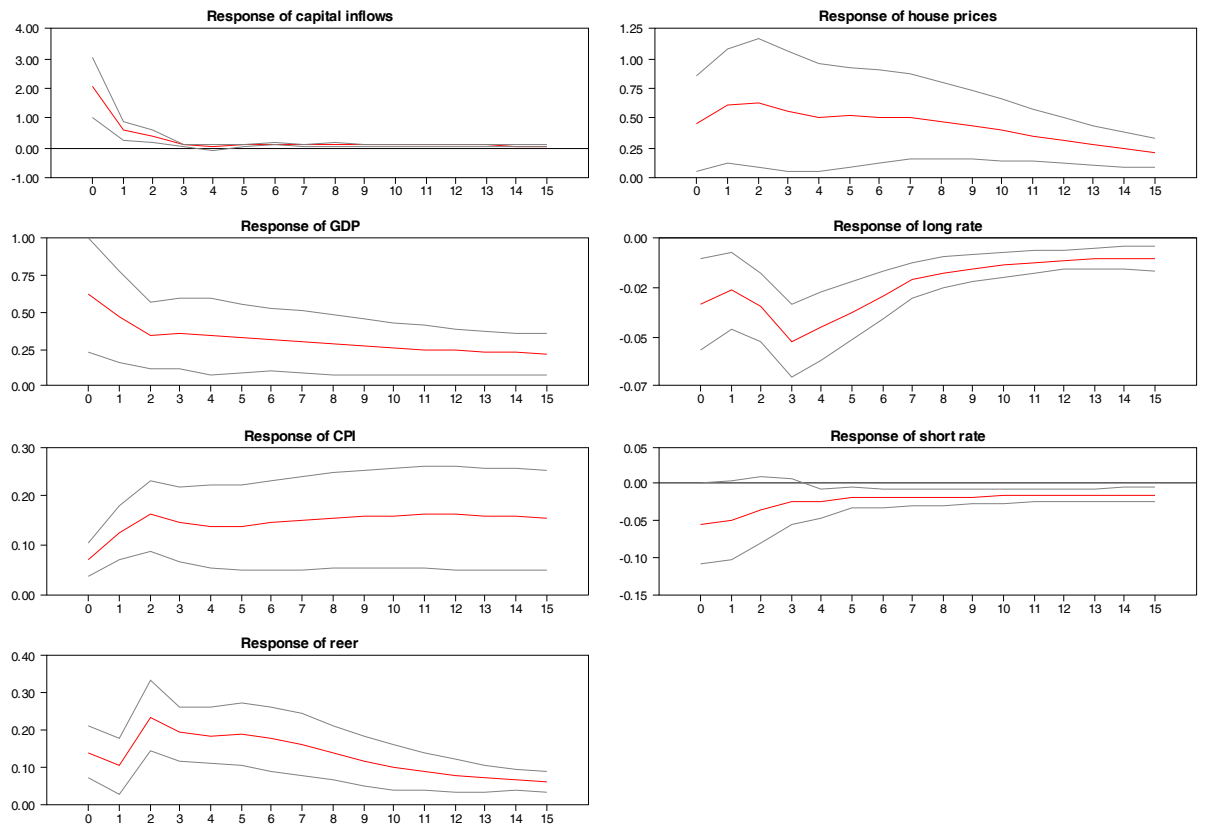 Response of capital inflows
4.00
3.00
2.00
1.00
0.00
-1.00
0 1 2 3 4 5 6 7 8 9 10 11 12 13 14 15
Response of house prices
1.25
1.00
0.75
0.50
0.25
0.00
0 1 2 3 4 5 6 7 8 9 10 11 12 13 14 15
Response of GDP
1.00
0.75
0.50
0.25
0.00
0 1 2 3 4 5 6 7 8 9 10 11 12 13 14 15
Response of long rate
0.00
-0.02
-0.05
-0.07
0 1 2 3 4 5 6 7 8 9 10 11 12 13 14 15
Response of CPI
0.30
0.20
0.10
0.00
0 1 2 3 4 5 6 7 8 9 10 11 12 13 14 15
Response of short rate
0.05
0.00
-0.05
-0.10
-0.15
0 1 2 3 4 5 6 7 8 9 10 11 12 13 14 15
Response of reer
0.40
0.30
0.20
0.10
0.00
0 1 2 3 4 5 6 7 8 9 10 11 12 13 14 15